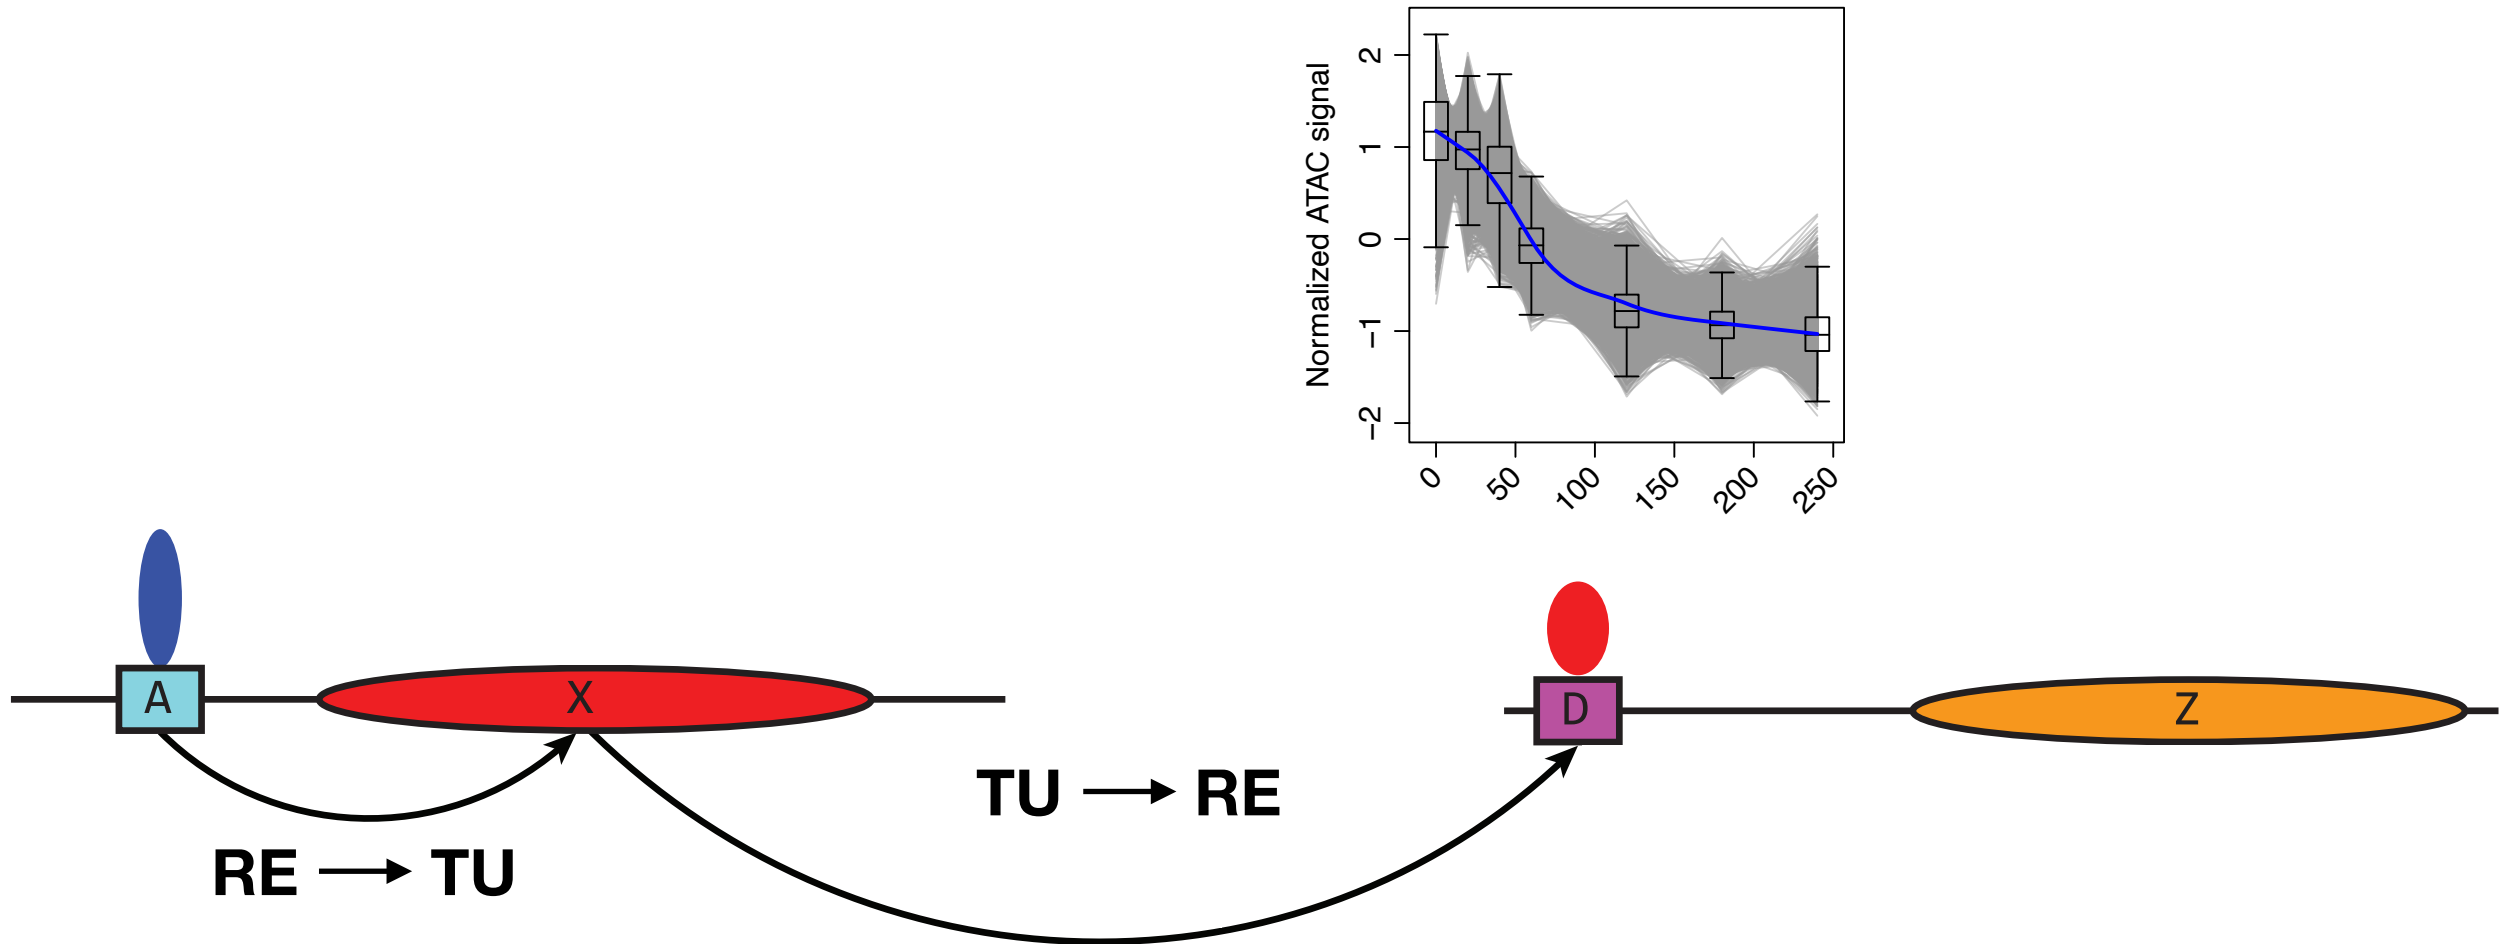 Normalized ATAC signal
2
1
0
−1
−2
0
50
100
150
200
250
A
X
D
Z
TU → RE
RE → TU